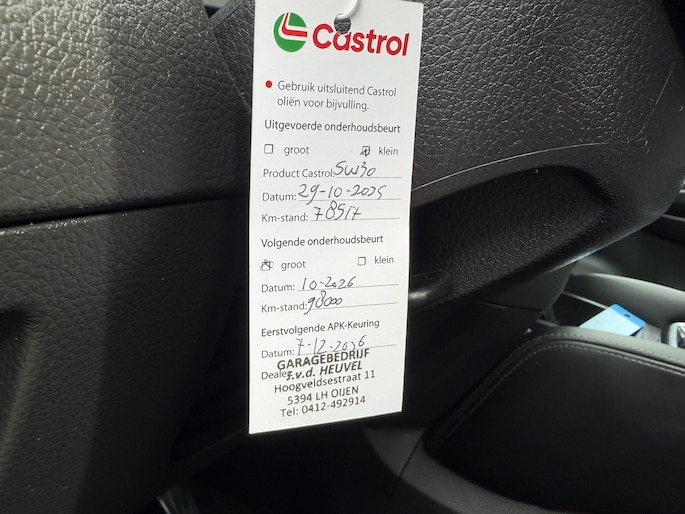 Castrol
Gebruik uitsluitend Castrol
oliën voor bijvulling.
Uitgevoerde onderhoudsbeurt
groot klein
Product Castrol: 5W30
Datum: 29-10-2025
Km-stand: 78517
Volgende onderhoudsbeurt
groot klein
Datum: 10-2026
Km-stand: 98000
Eerstvolgende APK-Keuring
Datum: 7-12-2026
GARAGEBEDRIJF
Dealer: J.v.d. HEUVEL
Hoogveldsestraat 11
5394 LH OIJEN
Tel: 0412-492914